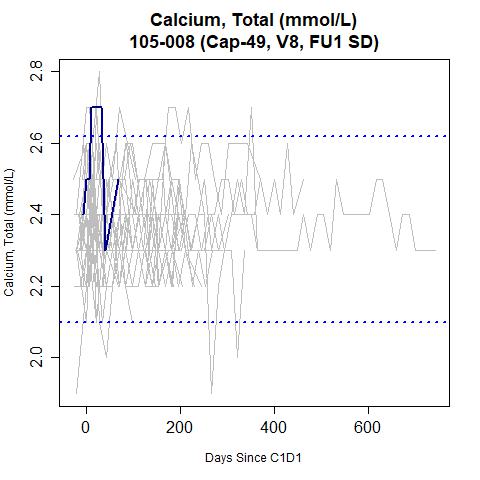 Calcium, Total (mmol/L)
105-008 (Cap-49, V8, FU1 SD)
Calcium, Total (mmol/L)
2.8
2.6
2.4
2.2
2.0
0
200
400
600
Days Since C1D1